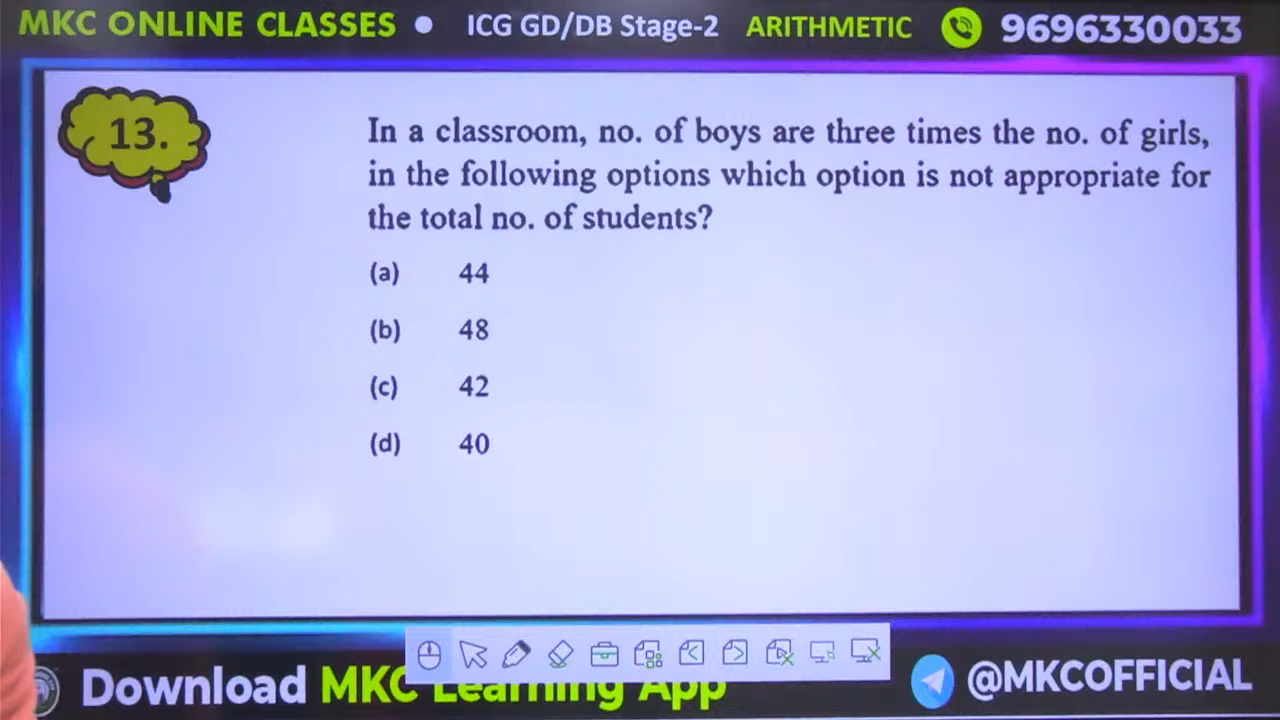 MKC ONLINE CLASSES • ICG GD/DB Stage-2 ARITHMETIC 9696330033
13.
In a classroom, no. of boys are three times the no. of girls,
in the following options which option is not appropriate for
the total no. of students?
(a) 44
(b) 48
(c) 42
(d) 40
Download MKC Learning App @MKCOFFICIAL